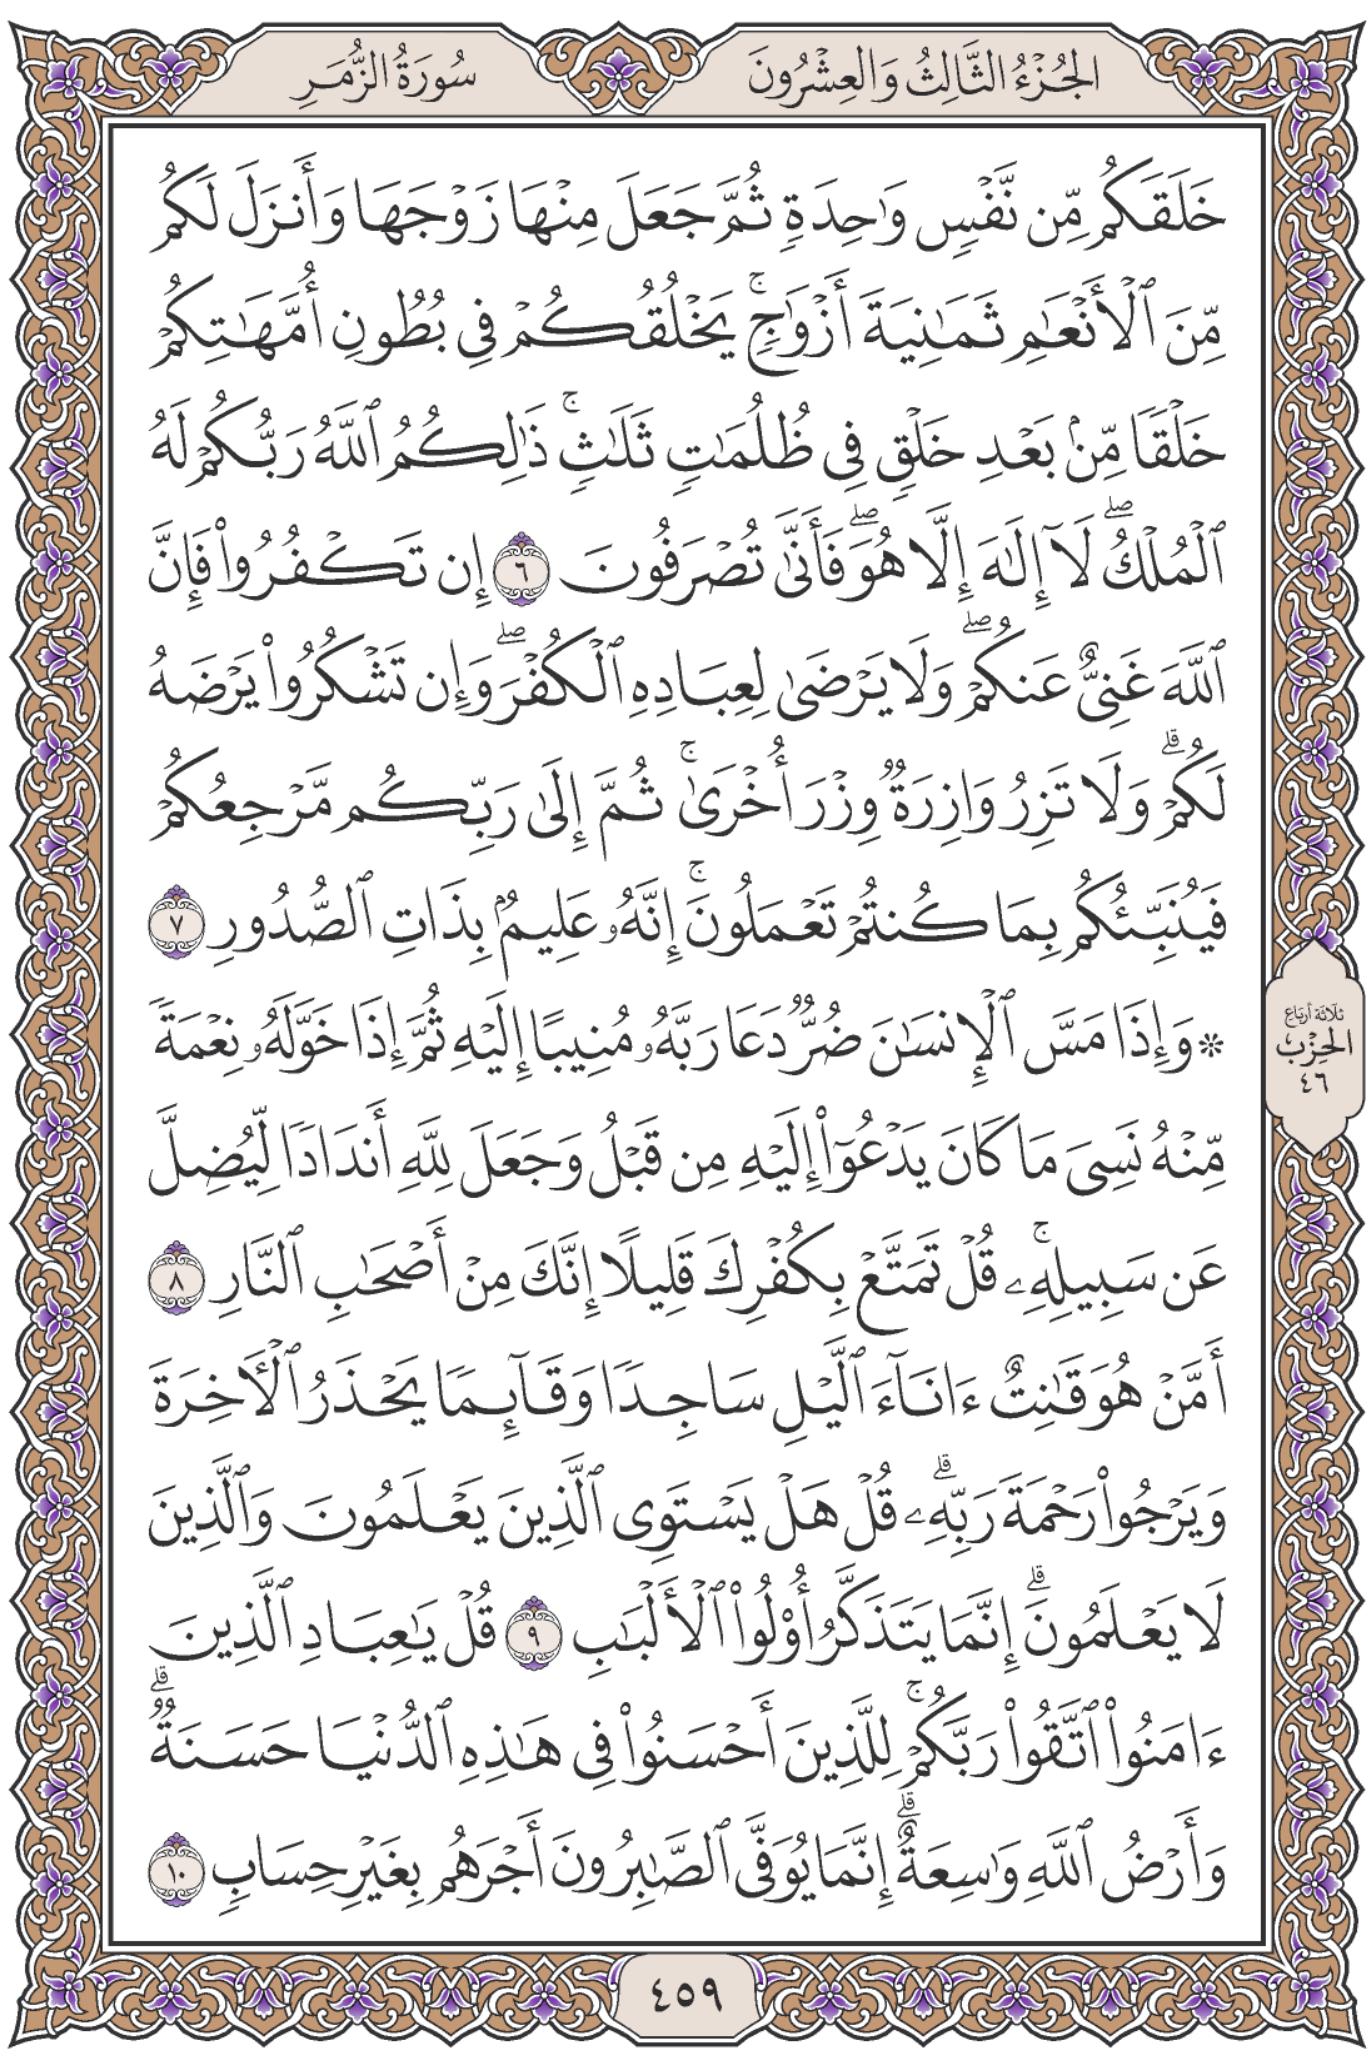 الجُزْءُ الثَّالِثُ وَالعِشْرُونَ
سُورَةُ الزُّمَرِ
خَلَقَكُم مِّن نَّفْسٍ وَٰحِدَةٍ ثُمَّ جَعَلَ مِنْهَا زَوْجَهَا وَأَنزَلَ لَكُم
مِّنَ ٱلْأَنْعَٰمِ ثَمَٰنِيَةَ أَزْوَٰجٍۚ يَخْلُقُكُمْ فِى بُطُونِ أُمَّهَٰتِكُمْ
خَلْقًا مِّنۢ بَعْدِ خَلْقٍ فِى ظُلُمَٰتٍ ثَلَٰثٍۚ ذَٰلِكُمُ ٱللَّهُ رَبُّكُمْ لَهُ
ٱلْمُلْكُۖ لَآ إِلَٰهَ إِلَّا هُوَۖ فَأَنَّىٰ تُصْرَفُونَ ٦ إِن تَكْفُرُوا۟ فَإِنَّ
ٱللَّهَ غَنِىٌّ عَنكُمْۖ وَلَا يَرْضَىٰ لِعِبَادِهِ ٱلْكُفْرَۖ وَإِن تَشْكُرُوا۟ يَرْضَهُ
لَكُمْۗ وَلَا تَزِرُ وَازِرَةٌ وِزْرَ أُخْرَىٰۚ ثُمَّ إِلَىٰ رَبِّكُم مَّرْجِعُكُمْ
فَيُنَبِّئُكُم بِمَا كُنتُمْ تَعْمَلُونَۚ إِنَّهُۥ عَلِيمٌۢ بِذَاتِ ٱلصُّدُورِ ٧
۞ وَإِذَا مَسَّ ٱلْإِنسَٰنَ ضُرٌّ دَعَا رَبَّهُۥ مُنِيبًا إِلَيْهِ ثُمَّ إِذَا خَوَّلَهُۥ نِعْمَةً
مِّنْهُ نَسِىَ مَا كَانَ يَدْعُوٓا۟ إِلَيْهِ مِن قَبْلُ وَجَعَلَ لِلَّهِ أَندَادًا لِّيُضِلَّ
عَن سَبِيلِهِۦۚ قُلْ تَمَتَّعْ بِكُفْرِكَ قَلِيلًا إِنَّكَ مِنْ أَصْحَٰبِ ٱلنَّارِ ٨
أَمَّنْ هُوَ قَٰنِتٌ ءَانَآءَ ٱلَّيْلِ سَاجِدًا وَقَآئِمًا يَحْذَرُ ٱلْأَخِرَةَ
وَيَرْجُوا۟ رَحْمَةَ رَبِّهِۦۗ قُلْ هَلْ يَسْتَوِى ٱلَّذِينَ يَعْلَمُونَ وَٱلَّذِينَ
لَا يَعْلَمُونَۗ إِنَّمَا يَتَذَكَّرُ أُو۟لُوا۟ ٱلْأَلْبَٰبِ ٩ قُلْ يَٰعِبَادِ ٱلَّذِينَ
ءَامَنُوا۟ ٱتَّقُوا۟ رَبَّكُمْۚ لِلَّذِينَ أَحْسَنُوا۟ فِى هَٰذِهِ ٱلدُّنْيَا حَسَنَةٌۗ
وَأَرْضُ ٱللَّهِ وَٰسِعَةٌۗ إِنَّمَا يُوَفَّى ٱلصَّٰبِرُونَ أَجْرَهُم بِغَيْرِ حِسَابٍ ١٠
ثلاثة أرباع
الحِزْب
٤٦
٤٥٩